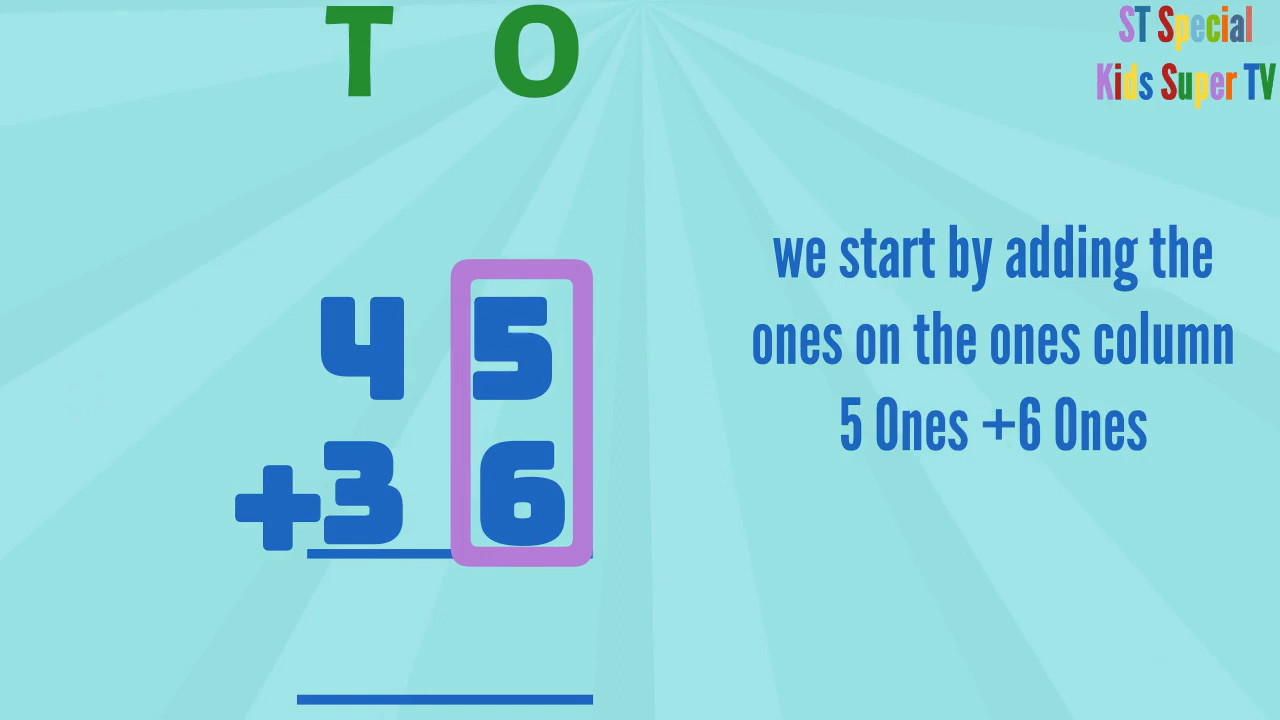 T O
ST Special
Kids Super TV
4 5
+3 6
we start by adding the
ones on the ones column
5 Ones +6 Ones